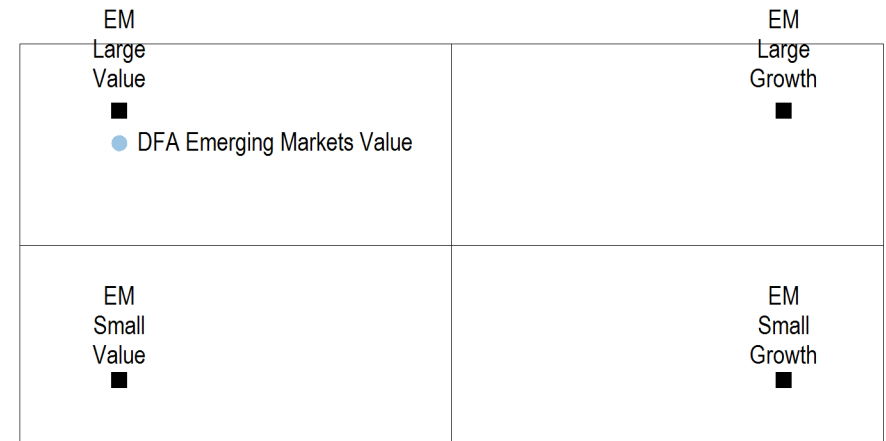 EM
Large
Value
EM
Large
Growth
DFA Emerging Markets Value
EM
Small
Value
EM
Small
Growth